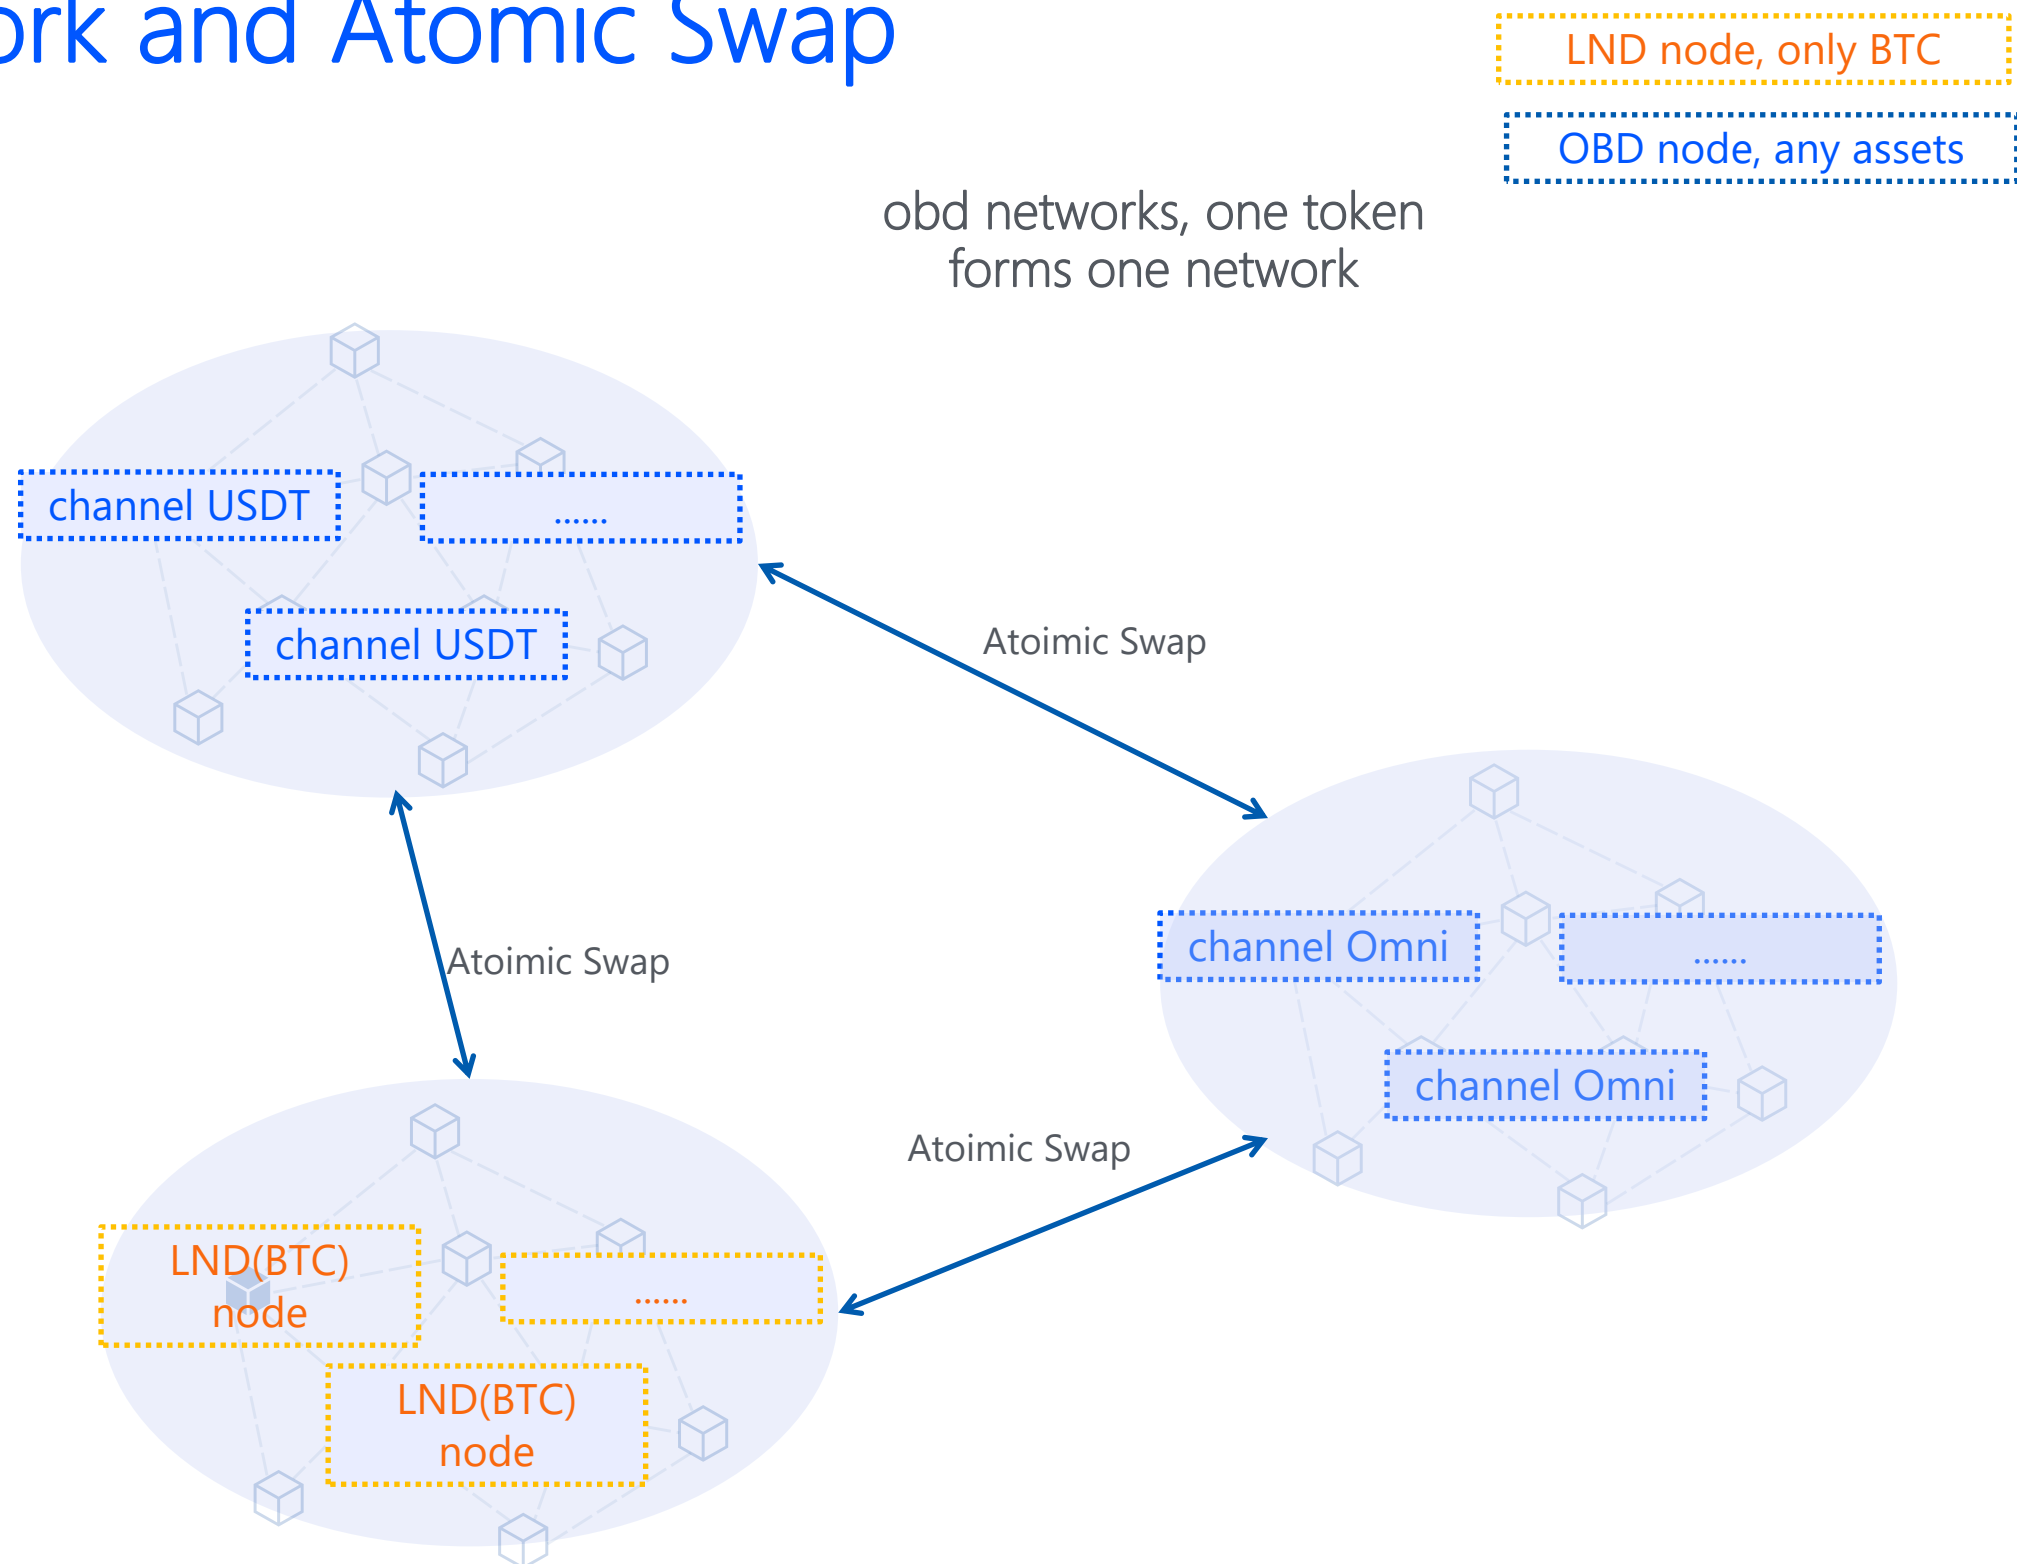 ork and Atomic Swap
LND node, only BTC
OBD node, any assets
obd networks, one token
forms one network
channel USDT
......
channel USDT
Atoimic Swap
Atoimic Swap
channel Omni
......
channel Omni
Atoimic Swap
LND(BTC)
node
......
LND(BTC)
node